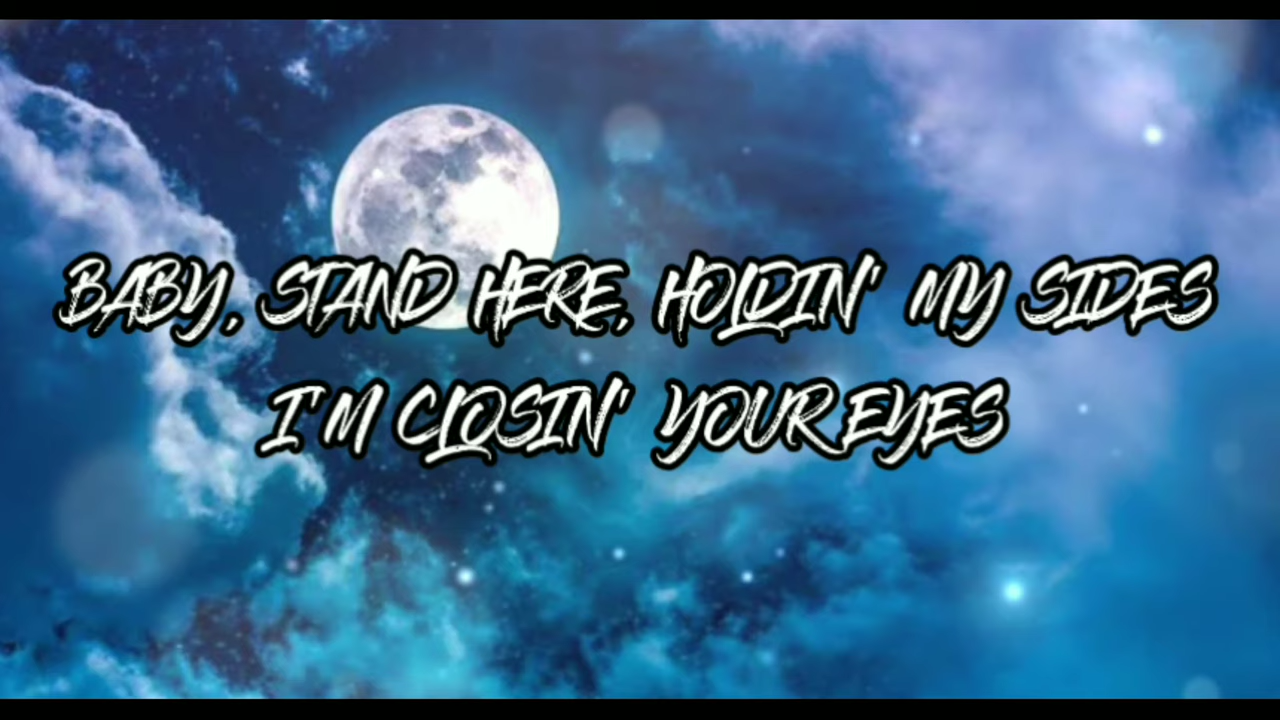 BABY, STAND HERE, HOLDIN' MY SIDES
I'M CLOSIN' YOUR EYES